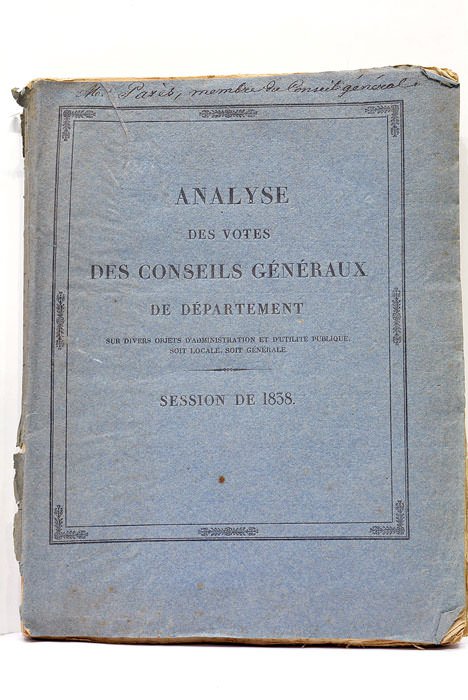 Mr. Parès, membre du Conseil général.
ANALYSE
DES VOTES
DES CONSEILS GÉNÉRAUX
DE DÉPARTEMENT
SUR DIVERS OBJETS D'ADMINISTRATION ET D'UTILITÉ PUBLIQUE,
SOIT LOCALE, SOIT GÉNÉRALE.
SESSION DE 1838.